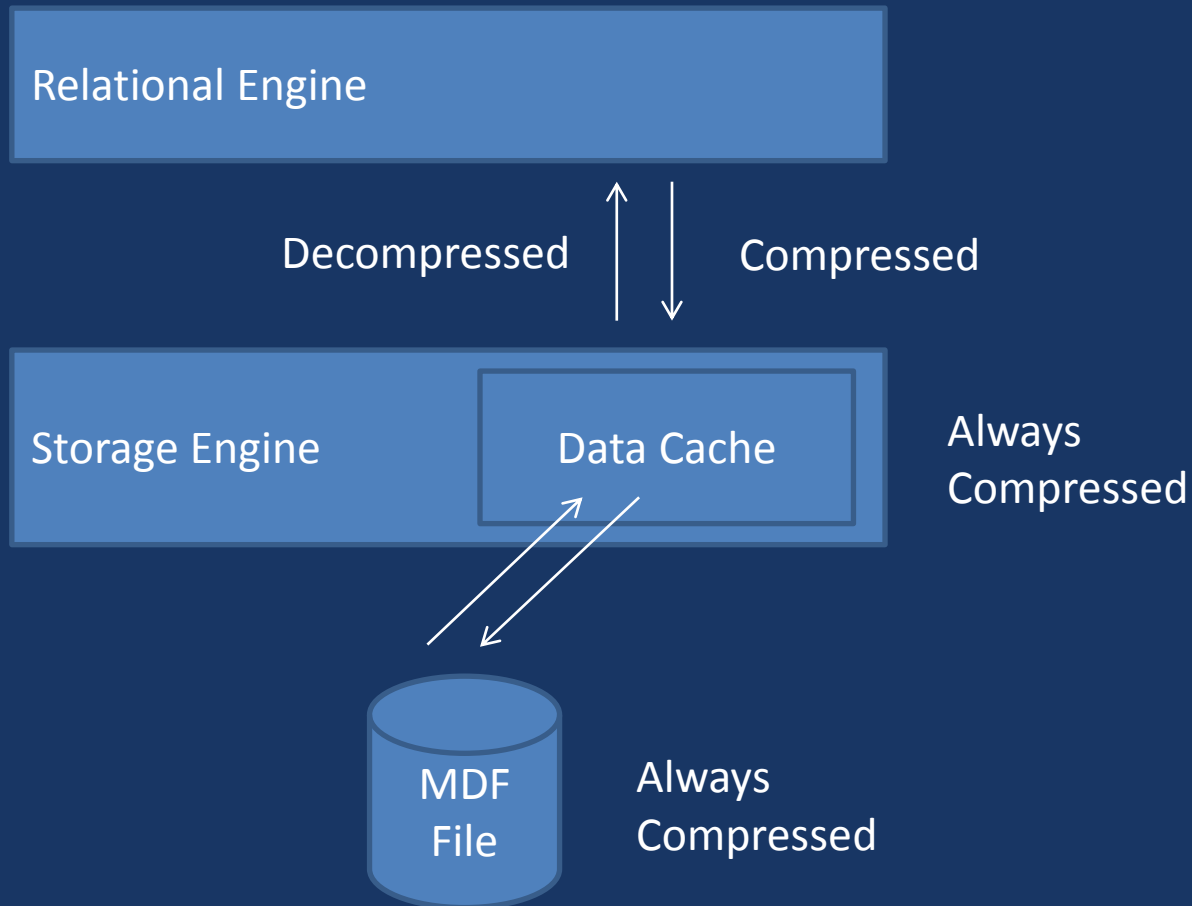 Relational Engine
Decompressed
Compressed
Storage Engine
Data Cache
Always
Compressed
MDF
File
Always
Compressed